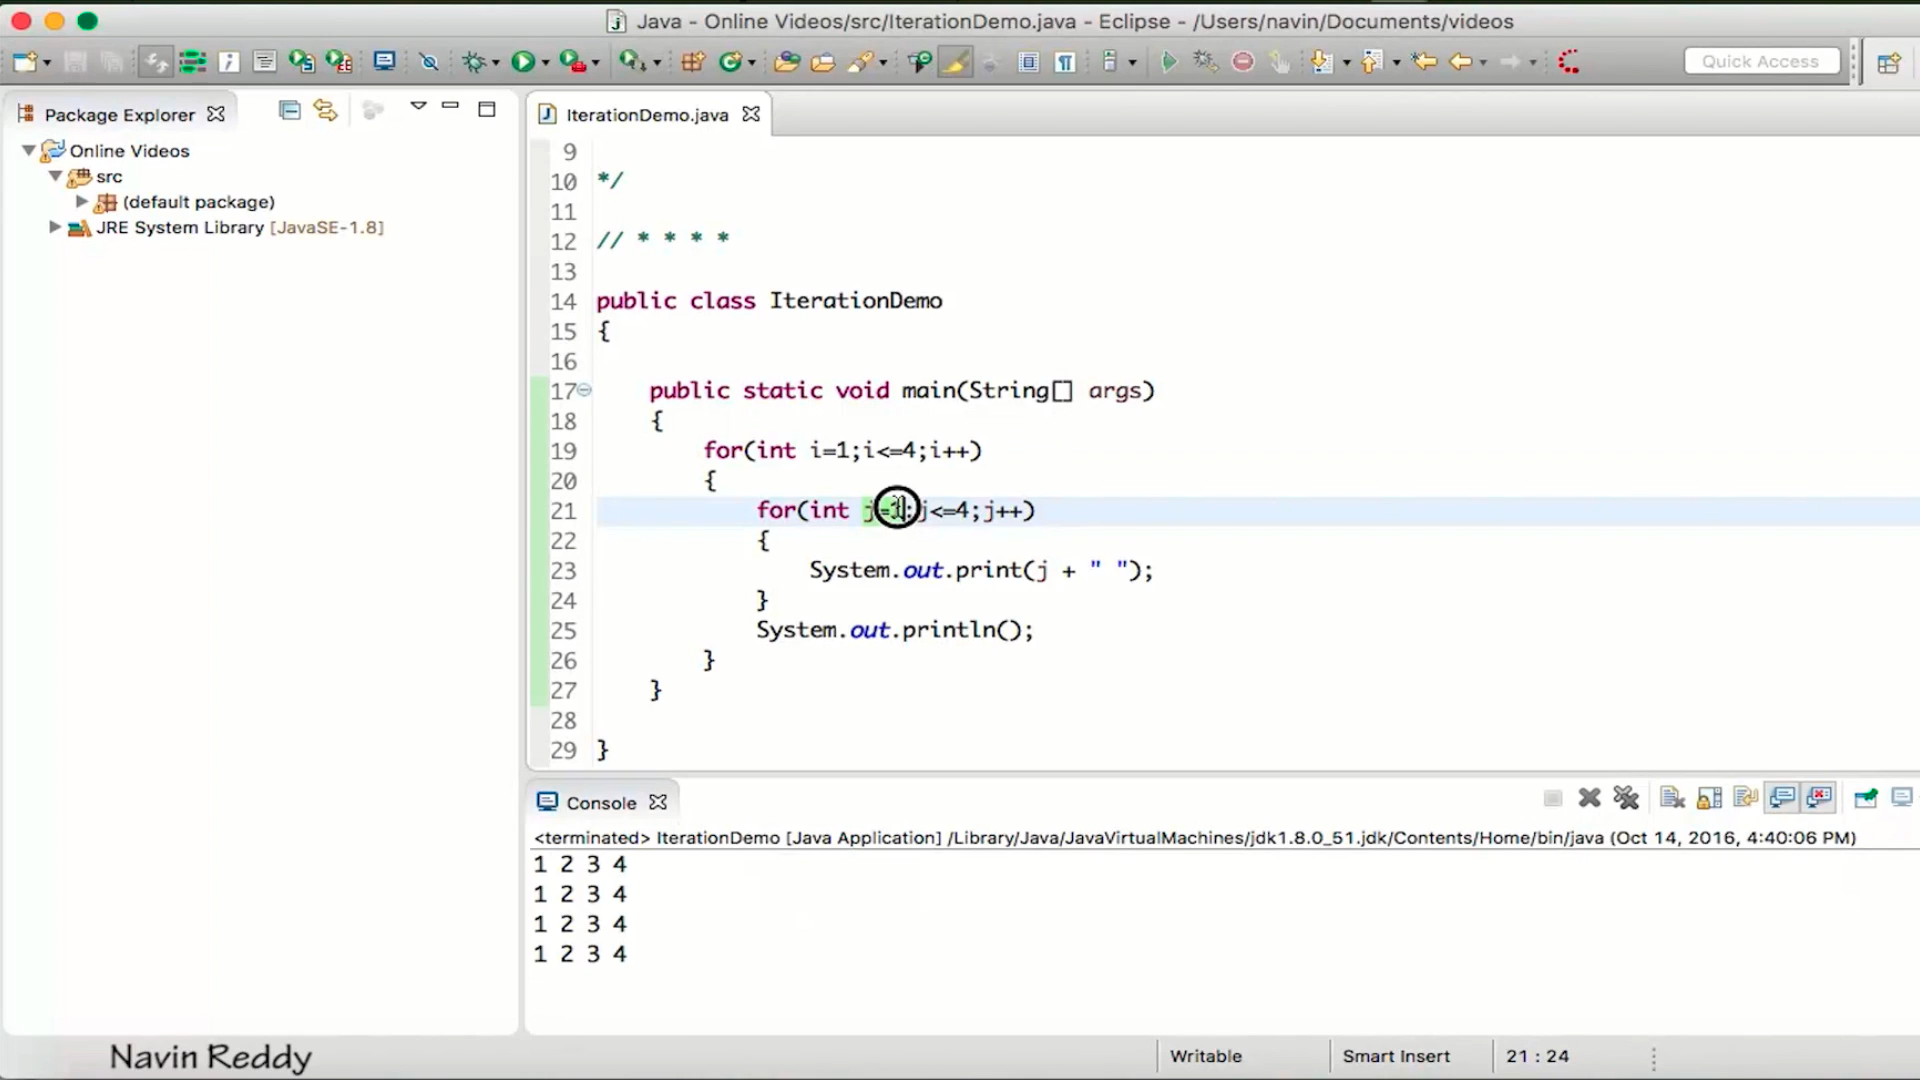 Java - Online Videos/src/IterationDemo.java - Eclipse - /Users/navin/Documents/videos
Quick Access
Package Explorer
Online Videos
src
(default package)
JRE System Library [JavaSE-1.8]
IterationDemo.java
9
10 */
11
12 // * * * *
13
14 public class IterationDemo
15 {
16
17 public static void main(String[] args)
18 {
19 for(int i=1;i<=4;i++)
20 {
21 for(int j=1;j<=4;j++)
22 {
23 System.out.print(j + " ");
24 }
25 System.out.println();
26 }
27 }
28
29 }
Console
<terminated> IterationDemo [Java Application] /Library/Java/JavaVirtualMachines/jdk1.8.0_51.jdk/Contents/Home/bin/java (Oct 14, 2016, 4:40:06 PM)
1 2 3 4
1 2 3 4
1 2 3 4
1 2 3 4
Navin Reddy
Writable
Smart Insert
21 : 24